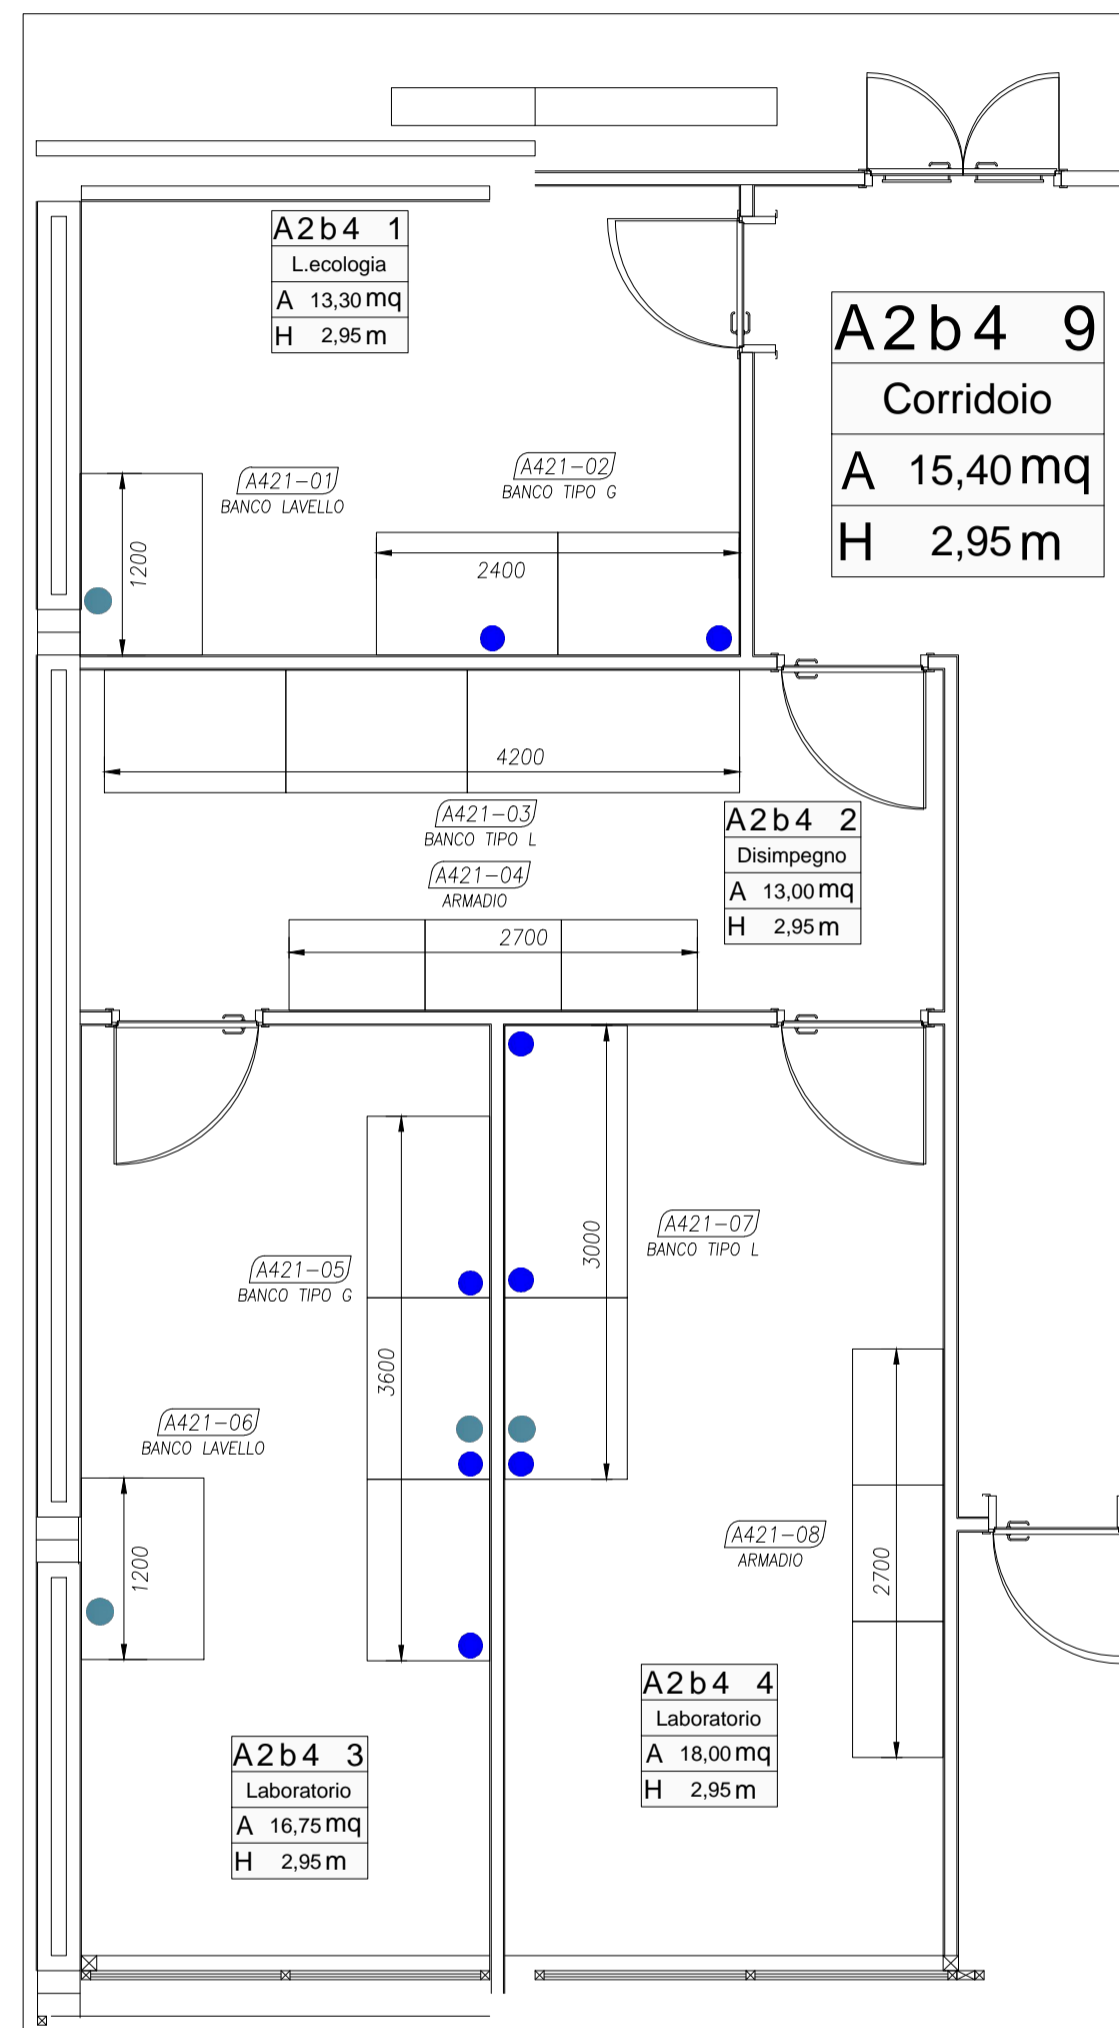 A2b4 1
L.ecologia
A 13,30 mq
H 2,95 m
A2b4 9
Corridoio
A 15,40 mq
H 2,95 m
A421-01
BANCO LAVELLO
A421-02
BANCO TIPO G
1200
2400
4200
A421-03
BANCO TIPO L
A421-04
ARMADIO
A2b4 2
Disimpegno
A 13,00 mq
H 2,95 m
2700
A421-05
BANCO TIPO G
3600
3000
A421-07
BANCO TIPO L
A421-06
BANCO LAVELLO
1200
A421-08
ARMADIO
2700
A2b4 3
Laboratorio
A 16,75 mq
H 2,95 m
A2b4 4
Laboratorio
A 18,00 mq
H 2,95 m